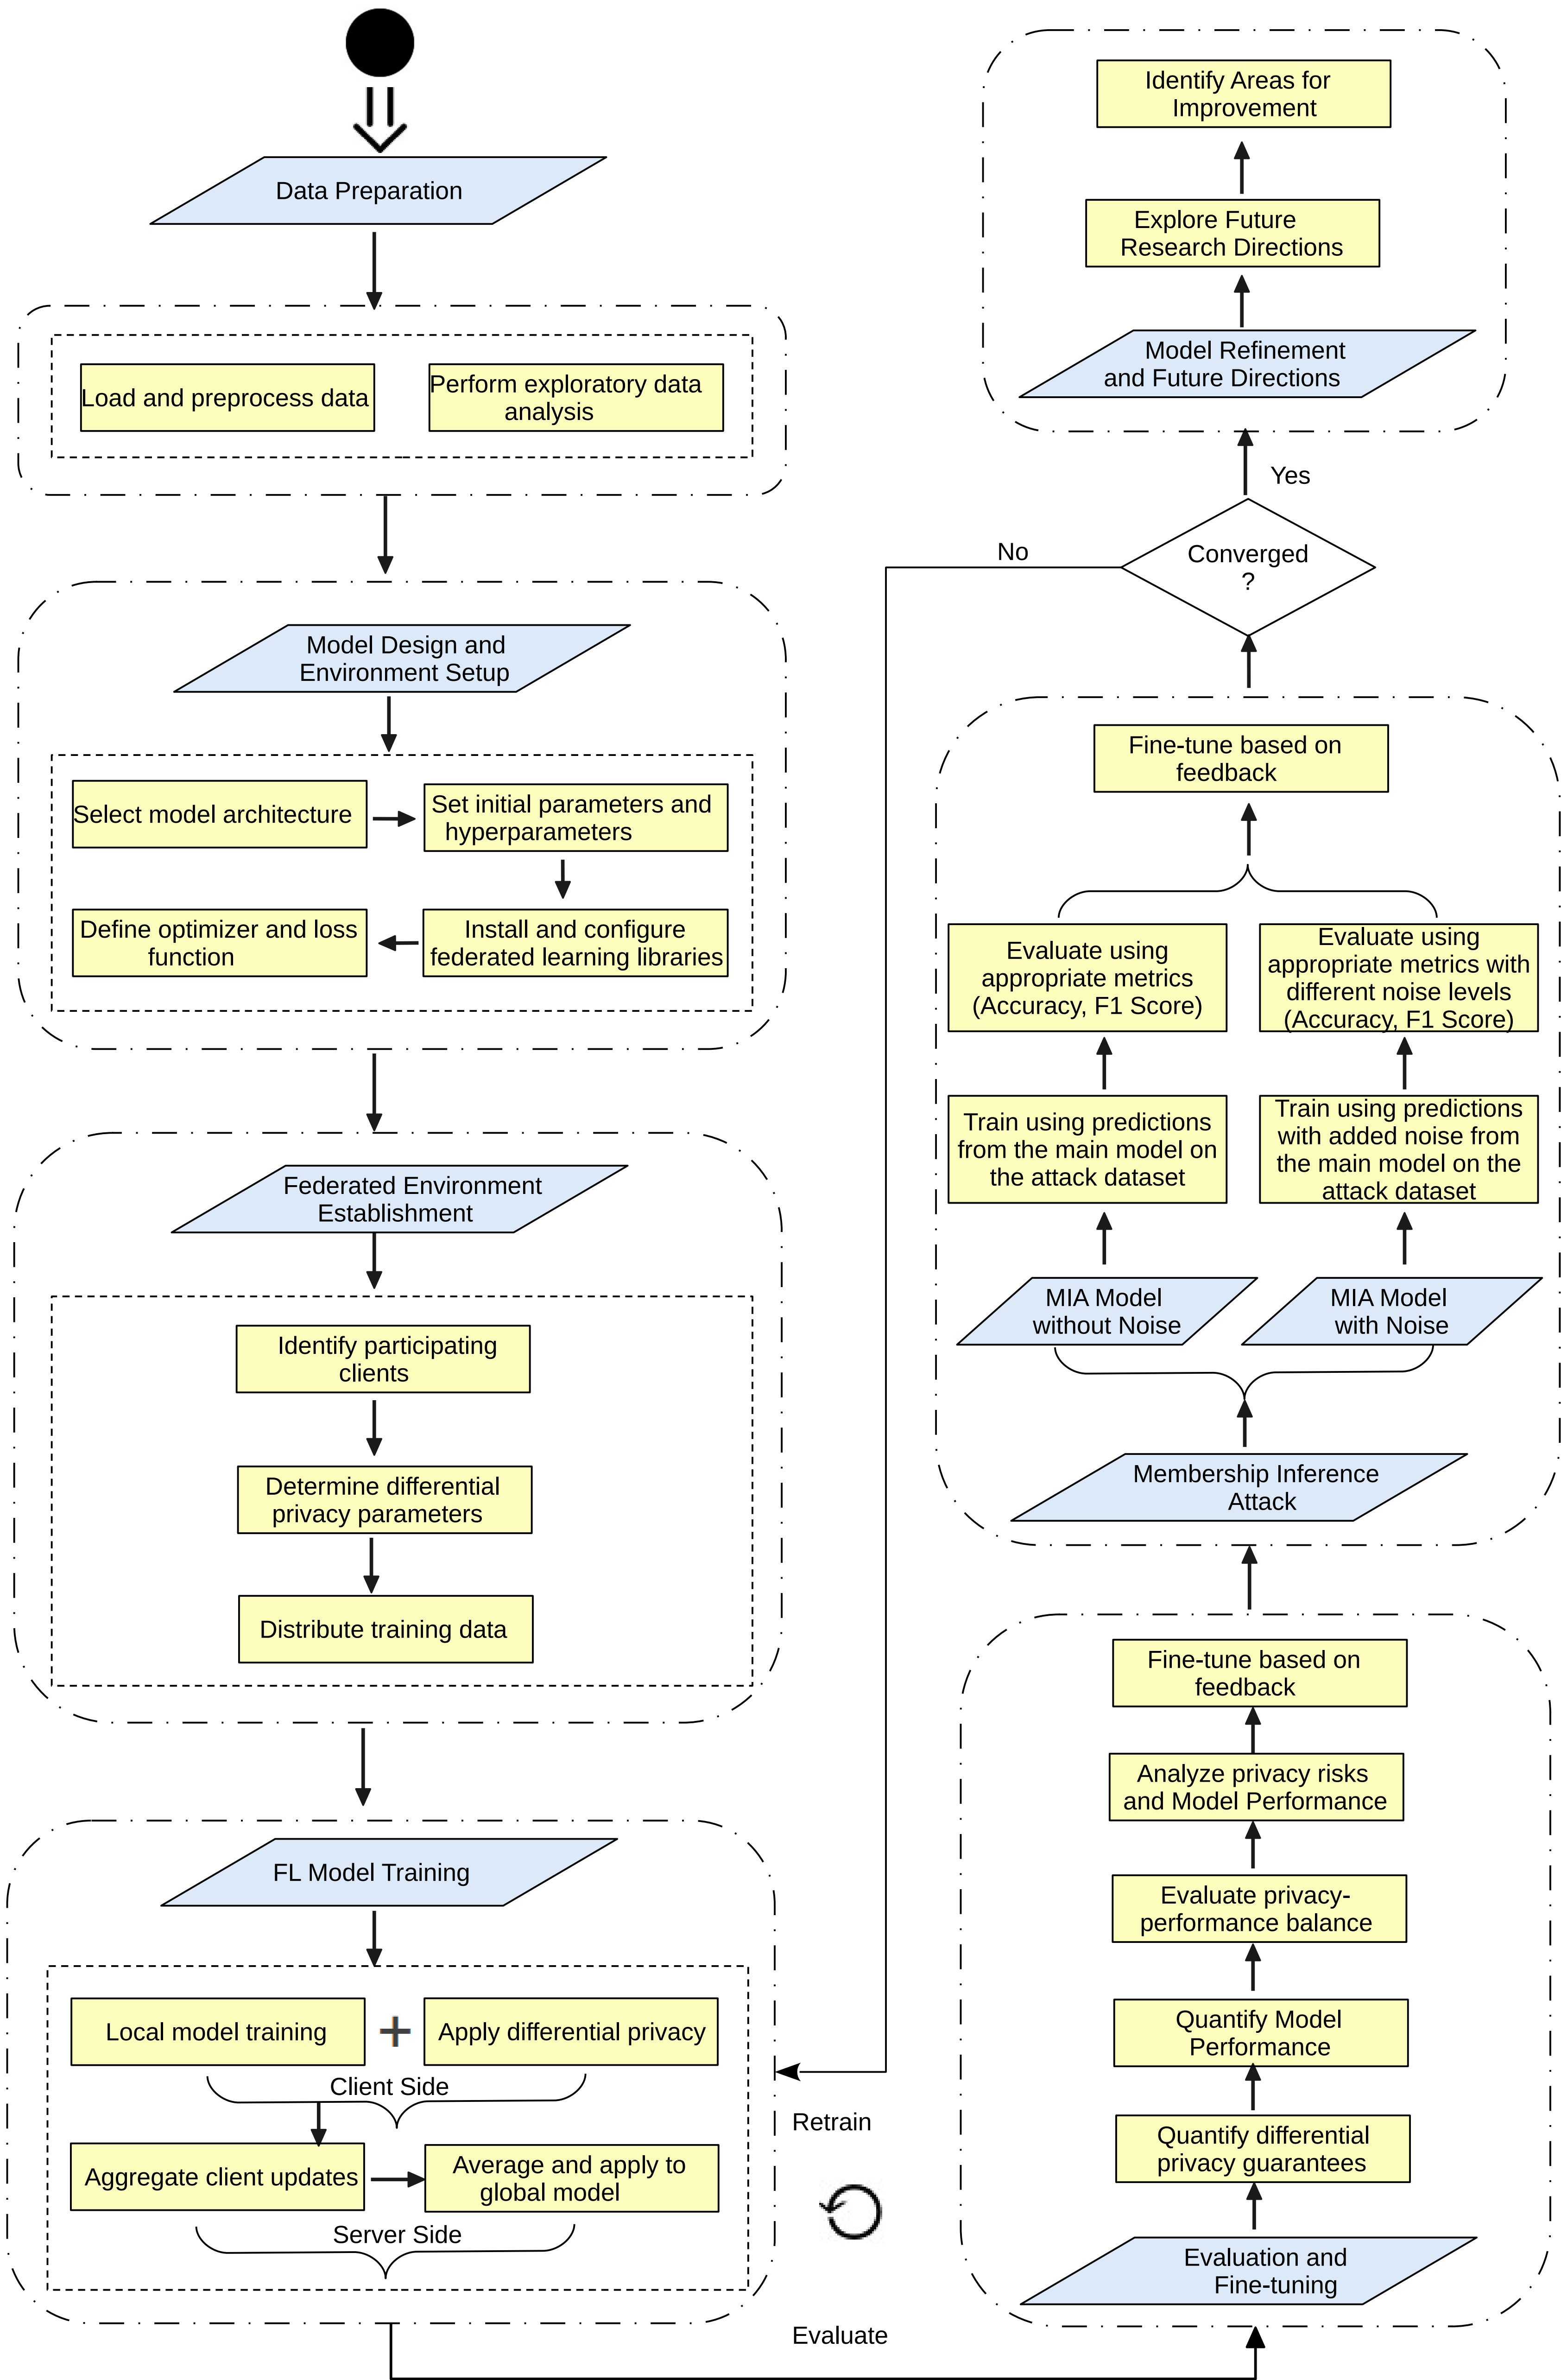 Data Preparation
Load and preprocess data
Perform exploratory data
analysis
Model Design and
Environment Setup
Select model architecture
Set initial parameters and
hyperparameters
Install and configure
federated learning libraries
Define optimizer and loss
function
Federated Environment
Establishment
Identify participating
clients
Determine differential
privacy parameters
Distribute training data
FL Model Training
Local model training
+
Apply differential privacy
Client Side
Aggregate client updates
Average and apply to
global model
Server Side
Retrain
Evaluate
Evaluation and
Fine-tuning
Quantify differential
privacy guarantees
Quantify Model
Performance
Evaluate privacy-
performance balance
Analyze privacy risks
and Model Performance
Fine-tune based on
feedback
Membership Inference
Attack
MIA Model
without Noise
MIA Model
with Noise
Train using predictions
from the main model on
the attack dataset
Train using predictions
with added noise from
the main model on the
attack dataset
Evaluate using
appropriate metrics
(Accuracy, F1 Score)
Evaluate using
appropriate metrics with
different noise levels
(Accuracy, F1 Score)
Fine-tune based on
feedback
Converged
?
No
Yes
Model Refinement
and Future Directions
Explore Future
Research Directions
Identify Areas for
Improvement